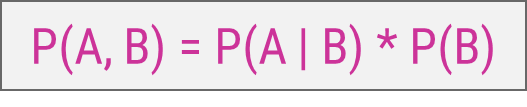 P(A, B) = P(A | B) * P(B)